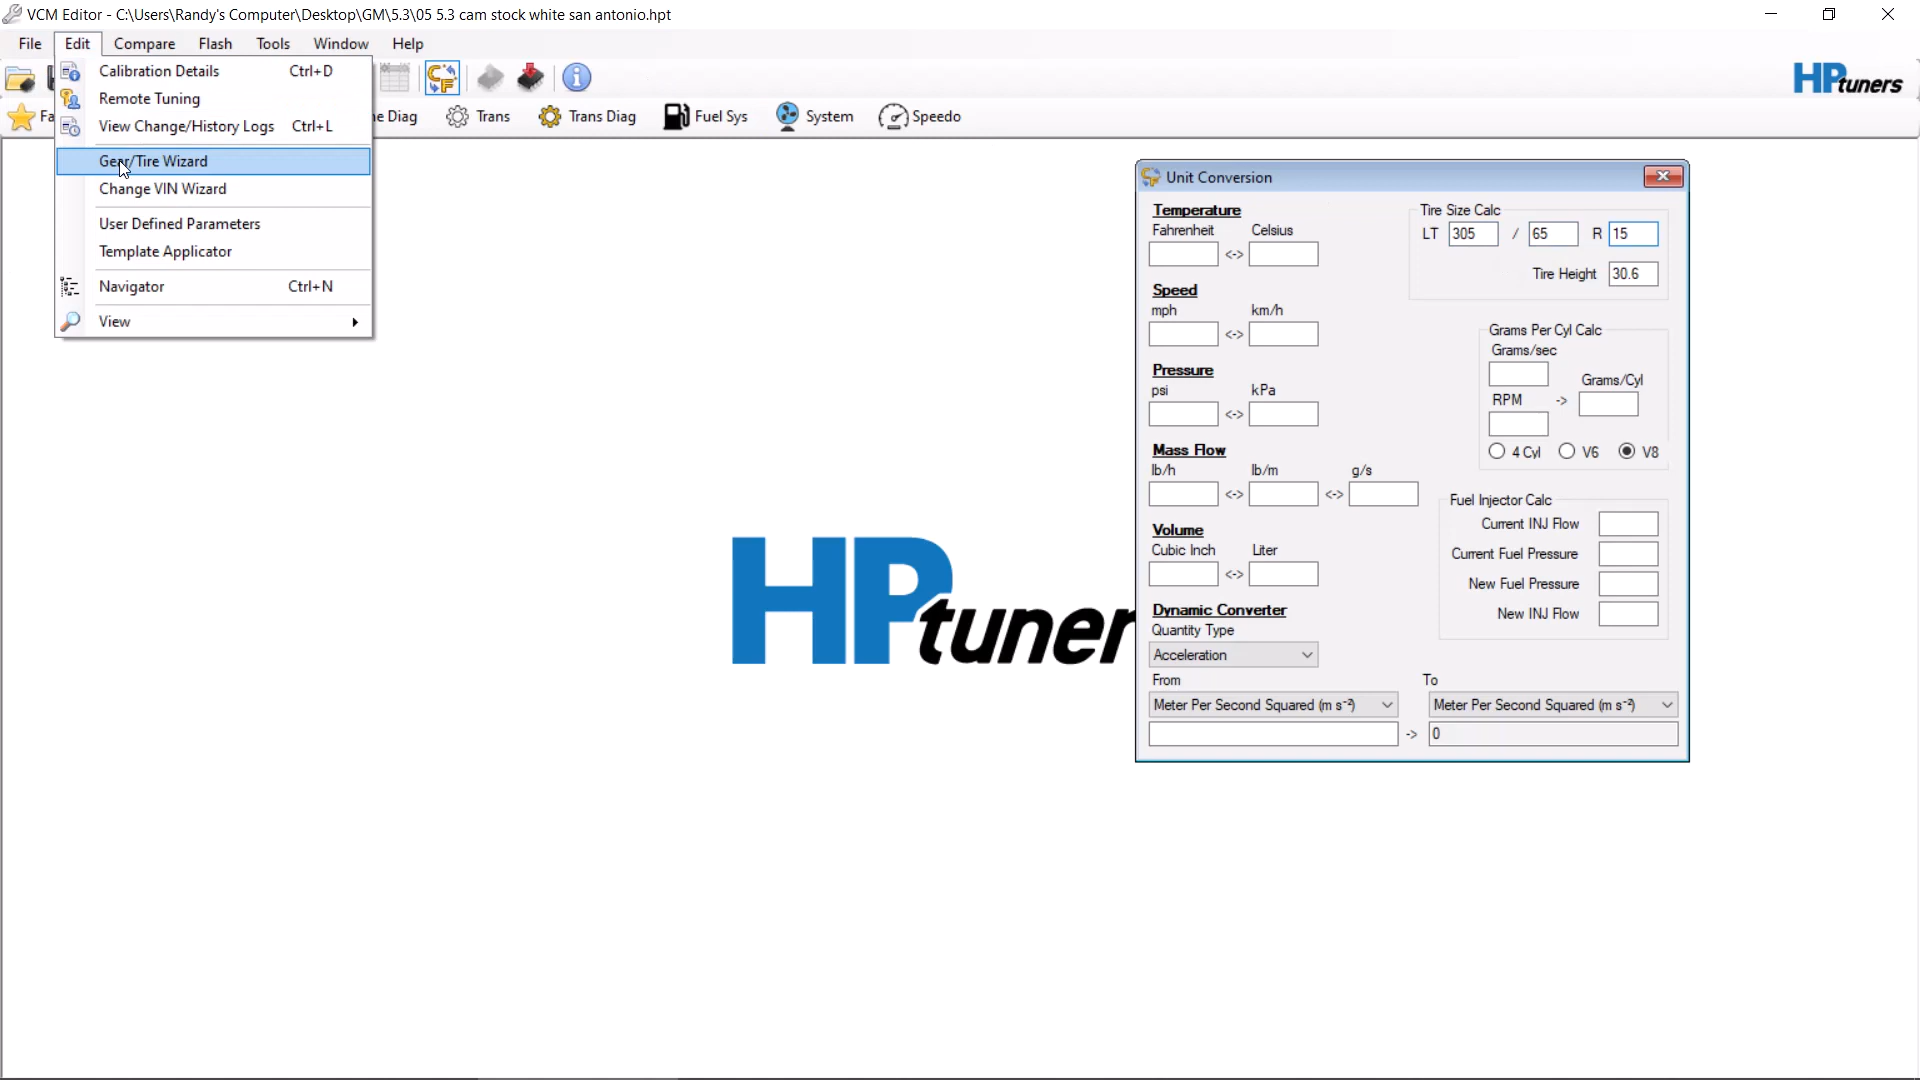 VCM Editor - C:\Users\Randy's Computer\Desktop\GM\5.3\05 5.3 cam stock white san antonio.hpt
File Edit Compare Flash Tools Window Help
HPtuners
Fa
e Diag Trans Trans Diag Fuel Sys System Speedo
Calibration Details Ctrl+D
Remote Tuning
View Change/History Logs Ctrl+L
Gear/Tire Wizard
Change VIN Wizard
User Defined Parameters
Template Applicator
Navigator Ctrl+N
View
HPtuner
Unit Conversion
Temperature
Fahrenheit Celsius
<->
Speed
mph km/h
<->
Pressure
psi kPa
<->
Mass Flow
lb/h lb/m g/s
<-> <->
Volume
Cubic Inch Liter
<->
Dynamic Converter
Quantity Type
Acceleration
From To
Meter Per Second Squared (m s⁻²) Meter Per Second Squared (m s⁻²)
-> 0
Tire Size Calc
LT 305 / 65 R 15
Tire Height 30.6
Grams Per Cyl Calc
Grams/sec
Grams/Cyl
RPM ->
4 Cyl V6 V8
Fuel Injector Calc
Current INJ Flow
Current Fuel Pressure
New Fuel Pressure
New INJ Flow